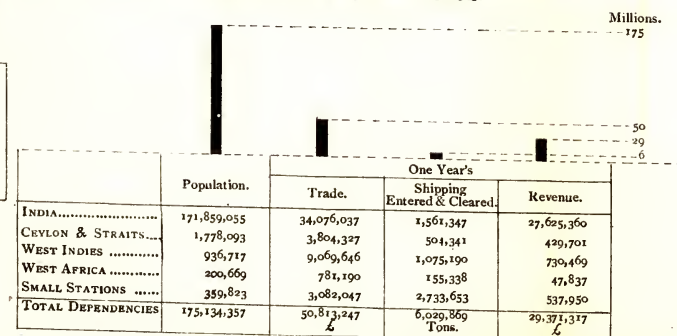 Millions.
175
50
29
6
One Year's
Population. Trade. Shipping Entered & Cleared. Revenue.
INDIA...................... 171,859,055 34,076,037 1,561,347 27,625,360
CEYLON & STRAITS.... 1,778,093 3,804,327 504,341 429,701
WEST INDIES ............ 936,717 9,069,646 1,075,190 730,469
WEST AFRICA ............ 200,669 781,190 155,338 47,837
SMALL STATIONS ...... 359,823 3,082,047 2,733,653 537,950
TOTAL DEPENDENCIES 175,134,357 50,813,247 6,029,869 29,371,317
£ Tons. £